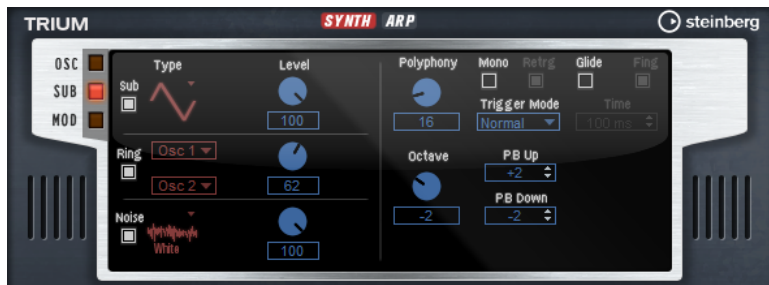 TRIUM
SYNTH ARP
steinberg
OSC
SUB
MOD
Type
Level
Sub
100
Ring
Osc 1
Osc 2
62
Noise
White
100
Polyphony
Mono
Retrg
Glide
Fing
16
Trigger Mode
Normal
Time
100 ms
Octave
-2
PB Up
+2
PB Down
-2